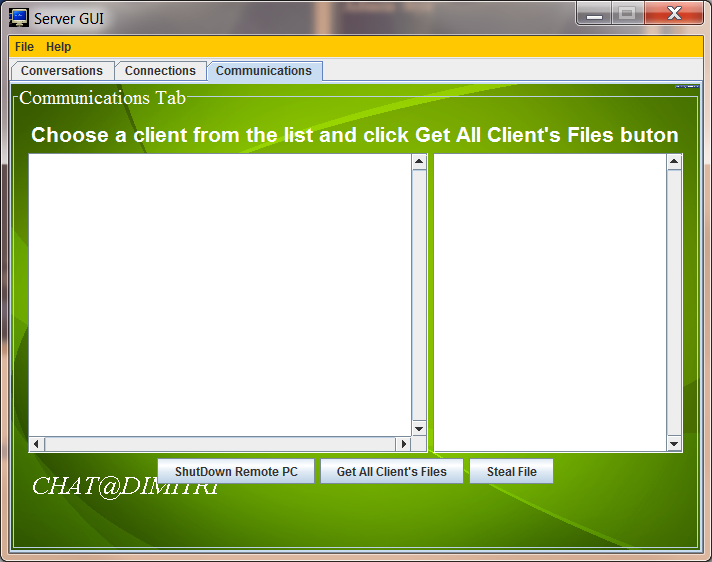 Server GUI
File Help
Conversations Connections Communications
Communications Tab
Choose a client from the list and click Get All Client's Files buton
ShutDown Remote PC Get All Client's Files Steal File
CHAT@DIMITRI